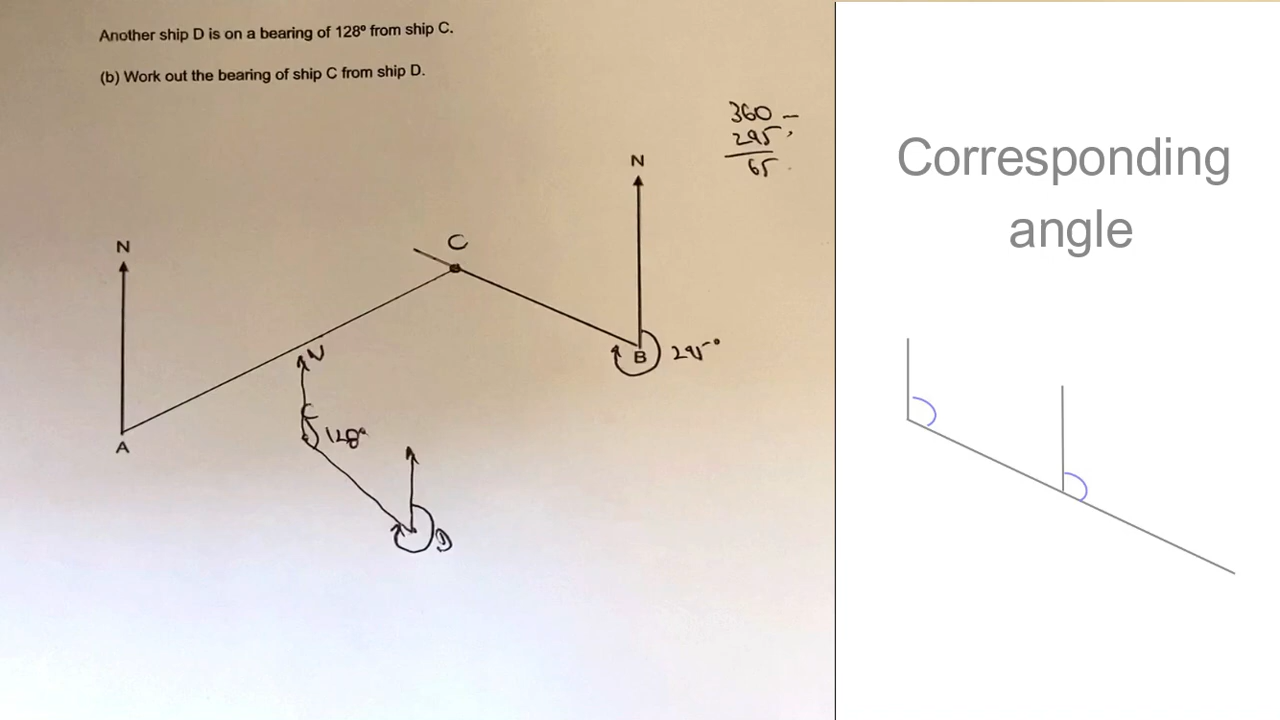 Another ship D is on a bearing of 128º from ship C.
(b) Work out the bearing of ship C from ship D.
360 -
295
65
N
N
C
N
B
295°
A
C
128°
D
Corresponding
angle